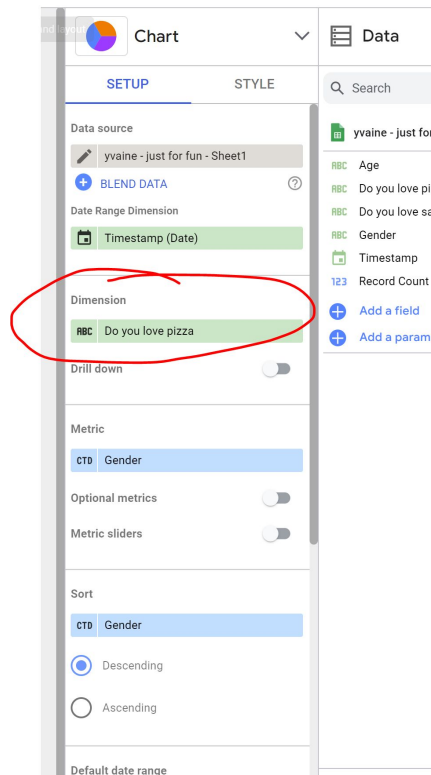 Chart
Data
SETUP
STYLE
Search
Data source
yvaine - just for fun - Sheet1
yvaine - just for
BLEND DATA
ABC Age
Date Range Dimension
ABC Do you love pi
Timestamp (Date)
ABC Do you love sa
ABC Gender
Timestamp
123 Record Count
Dimension
Add a field
ABC Do you love pizza
Add a param
Drill down
Metric
CTD Gender
Optional metrics
Metric sliders
Sort
CTD Gender
Descending
Ascending
Default date range